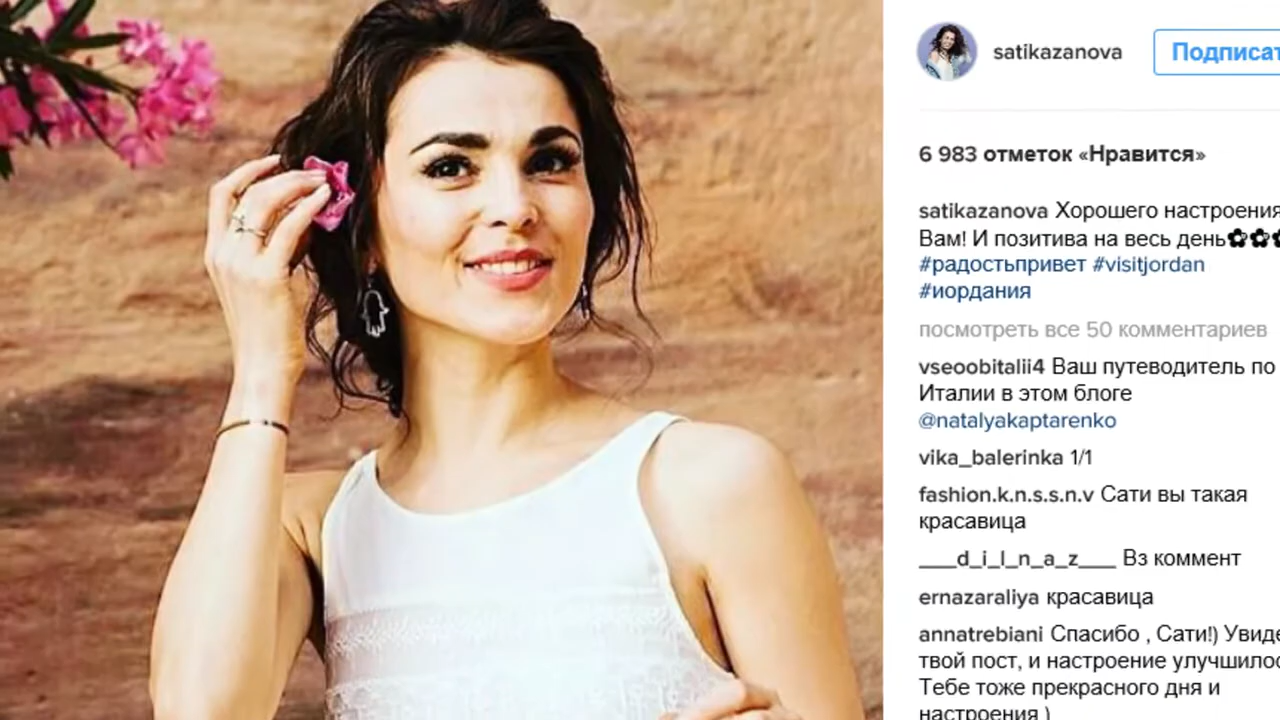 satikazanova
Подписат
6 983 отметок «Нравится»
satikazanova Хорошего настроения
Вам! И позитива на весь день✿✿✿
#радостьпривет #visitjordan
#иордания
посмотреть все 50 комментариев
vseoobitalii4 Ваш путеводитель по
Италии в этом блоге
@natalyakaptarenko
vika_balerinka 1/1
fashion.k.n.s.s.n.v Сати вы такая
красавица
___d_i_l_n_a_z___ Вз коммент
ernazaraliya красавица
annatrebiani Спасибо , Сати!) Увиде
твой пост, и настроение улучшилос
Тебе тоже прекрасного дня и
настроения )